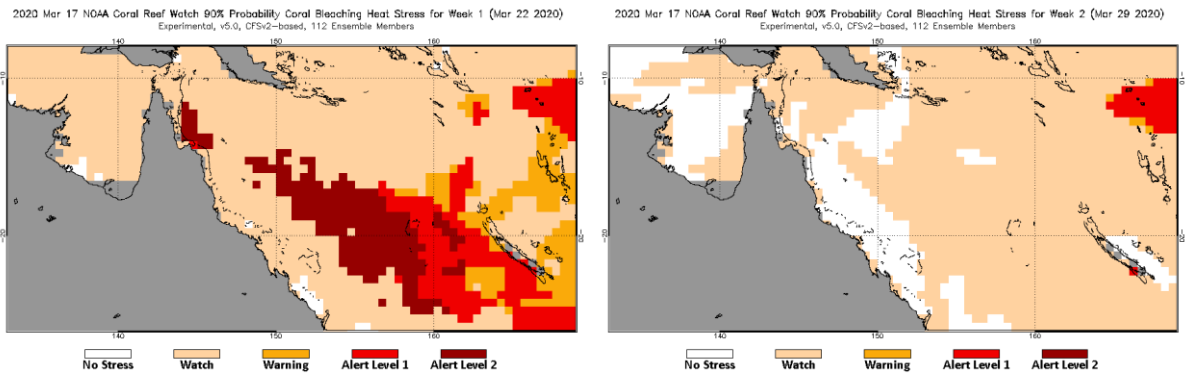 2020 Mar 17 NOAA Coral Reef Watch 90% Probability Coral Bleaching Heat Stress for Week 1 (Mar 22 2020)
Experimental, v5.0, CFSv2-based, 112 Ensemble Members
140 150 160
-10 -10
-20 -20
140 150 160
No Stress Watch Warning Alert Level 1 Alert Level 2
2020 Mar 17 NOAA Coral Reef Watch 90% Probability Coral Bleaching Heat Stress for Week 2 (Mar 29 2020)
Experimental, v5.0, CFSv2-based, 112 Ensemble Members
140 150 160
-10 -10
-20 -20
140 150 160
No Stress Watch Warning Alert Level 1 Alert Level 2